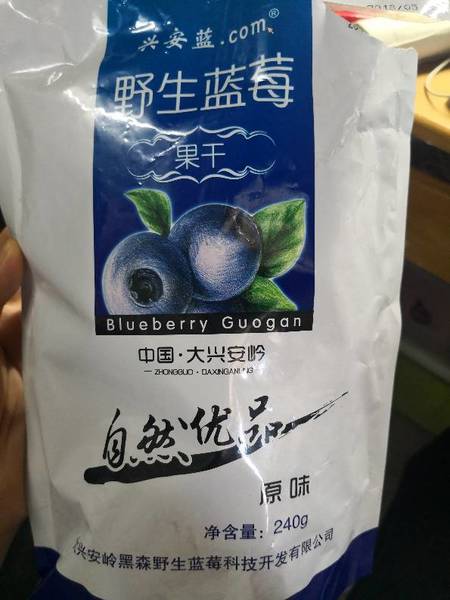 兴安蓝.com®
野生蓝莓
果干
Blueberry Guogan
中国·大兴安岭
ZHONGGUO·DAXINGANLING
自然优品
原味
净含量：240g
兴安岭黑森野生蓝莓科技开发有限公司